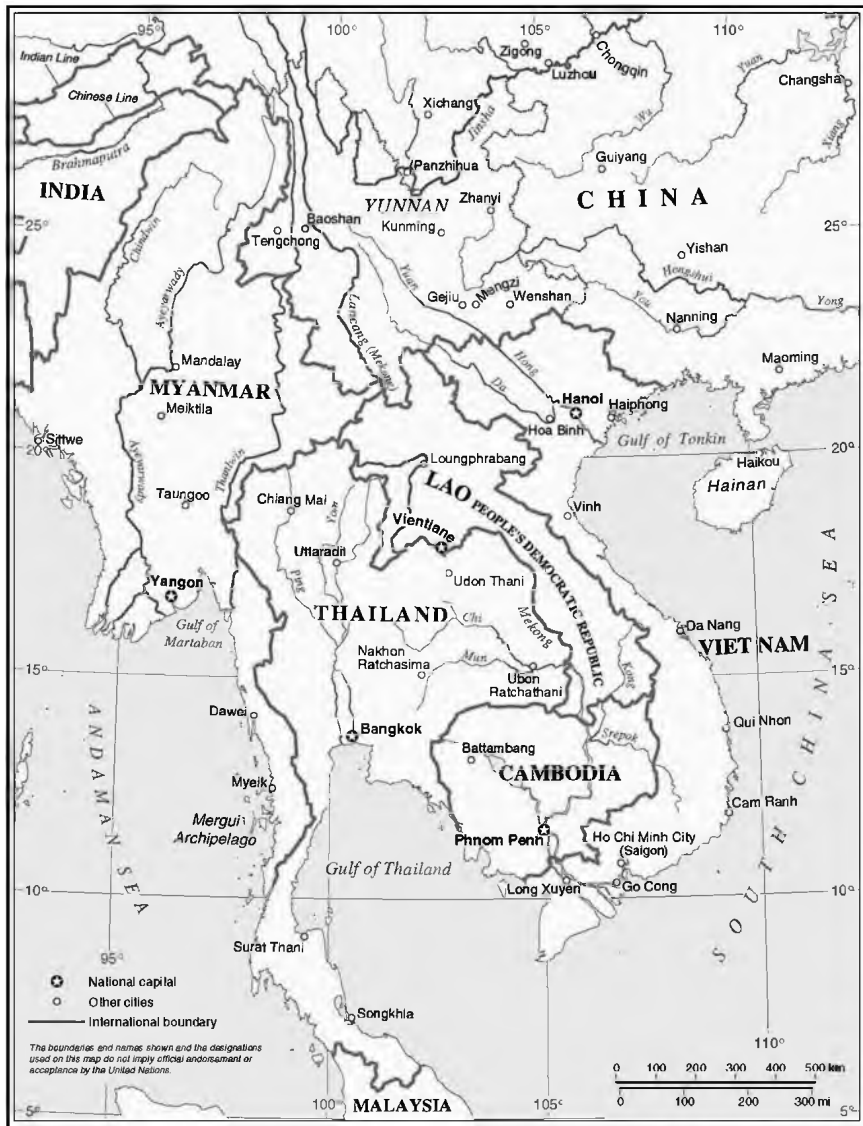 95° 100° 105° 110°
Zigong
Chongqin
Luzhou
Indian Line
Chinese Line
Xichang
Jinsha
Yuan
Changsha
Wu
Xiang
Brahmaputra
Panzhihua
Guiyang
INDIA
YUNNAN
Zhanyi
CHINA
25°
Chindwin
Tengchong
Baoshan
Kunming
25°
Yishan
Ayeyarwady
Yuan
Gejiu
Mengzi
Wenshan
Hongshui
You
Yong
Lancang (Mekong)
Nanning
Mandalay
Maoming
MYANMAR
Hong
Da
Hanoi
Haiphong
Meiktila
Hoa Binh
Sittwe
Gulf of Tonkin
20°
20°
Ayeyarwady
Thanlwin
Loungphrabang
Haikou
Hainan
Taungoo
Chiang Mai
Yom
LAO PEOPLE'S DEMOCRATIC REPUBLIC
Vinh
Vientiane
Uttaradil
Yangon
Ping
Udon Thani
Gulf of
Martaban
THAILAND
Chi
Mekong
Da Nang
VIET NAM
Nakhon
Ratchasima
Mun
Kong
15°
15°
Ubon
Ratchathani
Dawei
Bangkok
Qui Nhon
Battambang
Srepok
CAMBODIA
Myeik
Cam Ranh
Mergui
Archipelago
Phnom Penh
Ho Chi Minh City
(Saigon)
Gulf of Thailand
ANDAMAN SEA
SOUTH CHINA SEA
10°
Long Xuyen
Go Cong
10°
Surat Thani
95°
National capital
Other cities
International boundary
Songkhla
The boundaries and names shown and the designations
used on this map do not imply official endorsement or
acceptance by the United Nations.
110°
0 100 200 300 400 500 km
0 100 200 300 mi
5°
100°
MALAYSIA
105°
5°